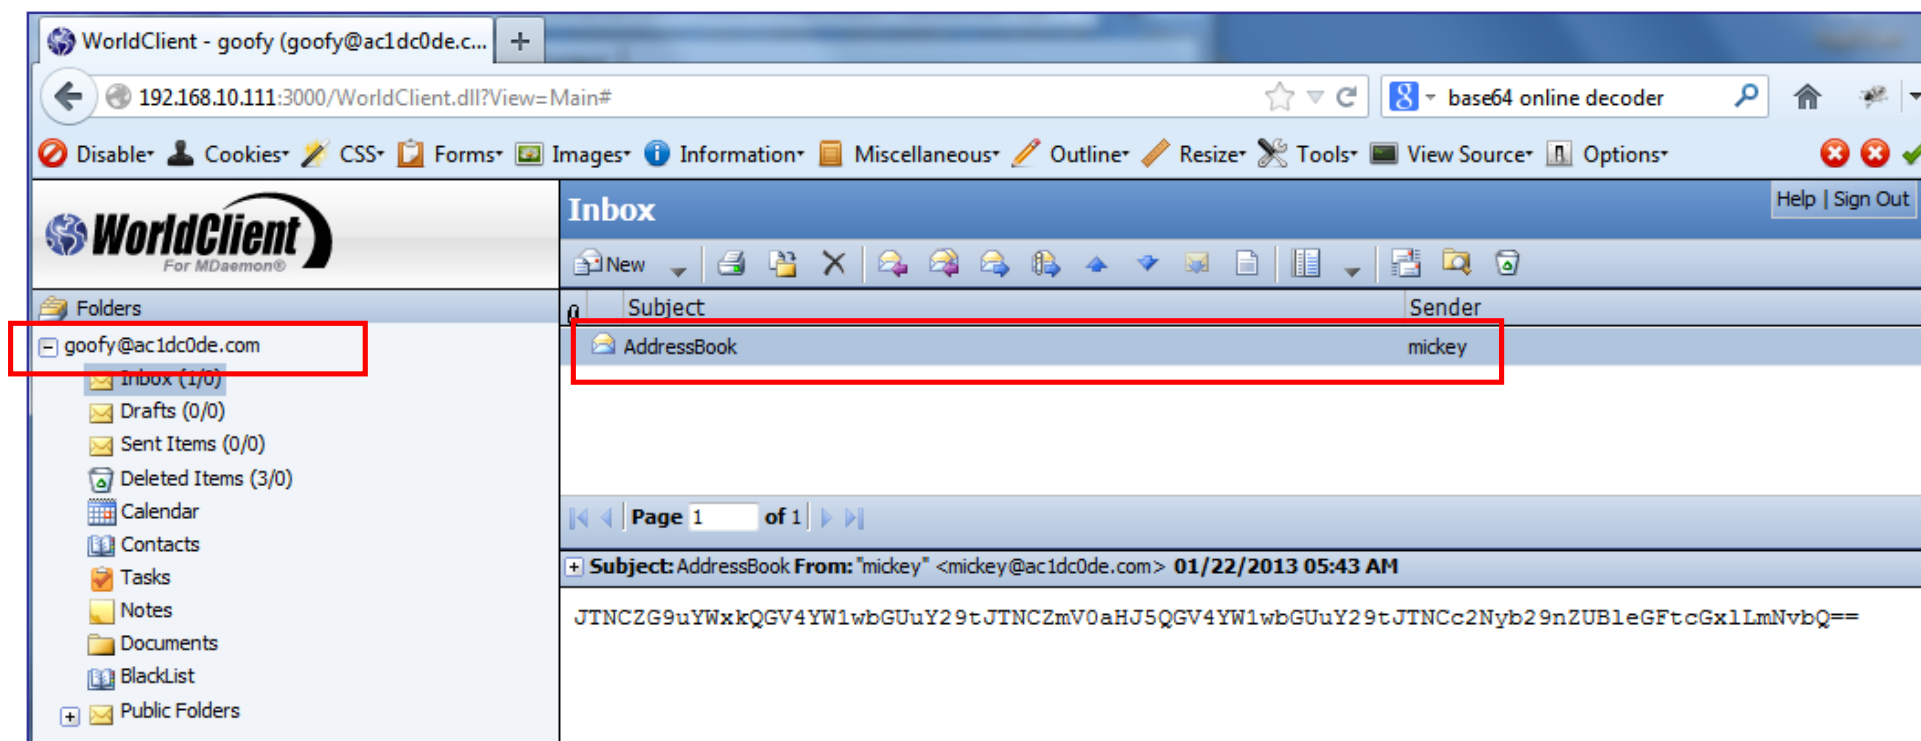 WorldClient - goofy (goofy@ac1dc0de.c... +
192.168.10.111:3000/WorldClient.dll?View=Main#
8 base64 online decoder
Disable Cookies CSS Forms Images Information Miscellaneous Outline Resize Tools View Source Options
WorldClient
For MDaemon®
Inbox
Help | Sign Out
New
Folders
Subject Sender
goofy@ac1dc0de.com
AddressBook mickey
Inbox (1/0)
Drafts (0/0)
Sent Items (0/0)
Deleted Items (3/0)
Calendar
Contacts
Tasks
Notes
Documents
BlackList
Public Folders
Page 1 of 1
Subject: AddressBook From: "mickey" <mickey@ac1dc0de.com> 01/22/2013 05:43 AM
JTNCZG9uYWxkQGV4YW1wbGUuY29tJTNCZmV0aHJ5QGV4YW1wbGUuY29tJTNCc2Nyb29nZUBleGFtcGxlLmNvbQ==